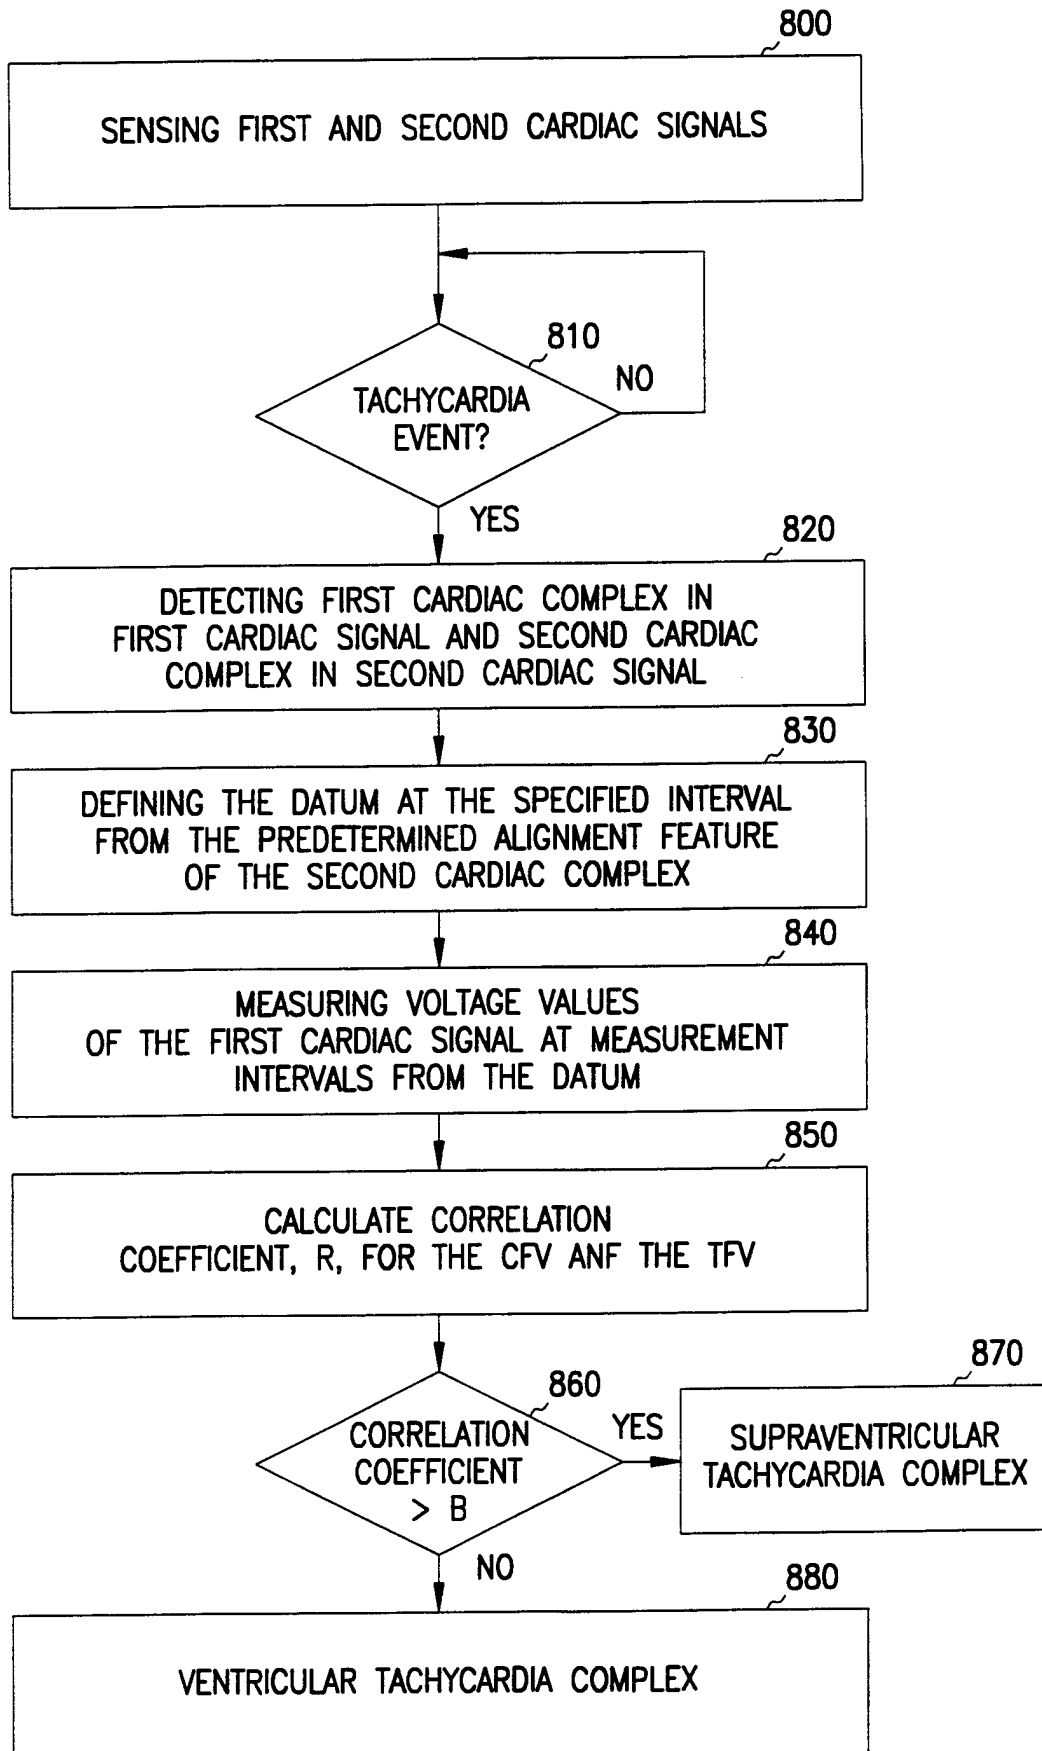 800
SENSING FIRST AND SECOND CARDIAC SIGNALS
810
TACHYCARDIA
EVENT?
NO
YES
820
DETECTING FIRST CARDIAC COMPLEX IN
FIRST CARDIAC SIGNAL AND SECOND CARDIAC
COMPLEX IN SECOND CARDIAC SIGNAL
830
DEFINING THE DATUM AT THE SPECIFIED INTERVAL
FROM THE PREDETERMINED ALIGNMENT FEATURE
OF THE SECOND CARDIAC COMPLEX
840
MEASURING VOLTAGE VALUES
OF THE FIRST CARDIAC SIGNAL AT MEASUREMENT
INTERVALS FROM THE DATUM
850
CALCULATE CORRELATION
COEFFICIENT, R, FOR THE CFV ANF THE TFV
860
CORRELATION
COEFFICIENT
> B
YES
870
SUPRAVENTRICULAR
TACHYCARDIA COMPLEX
NO
880
VENTRICULAR TACHYCARDIA COMPLEX